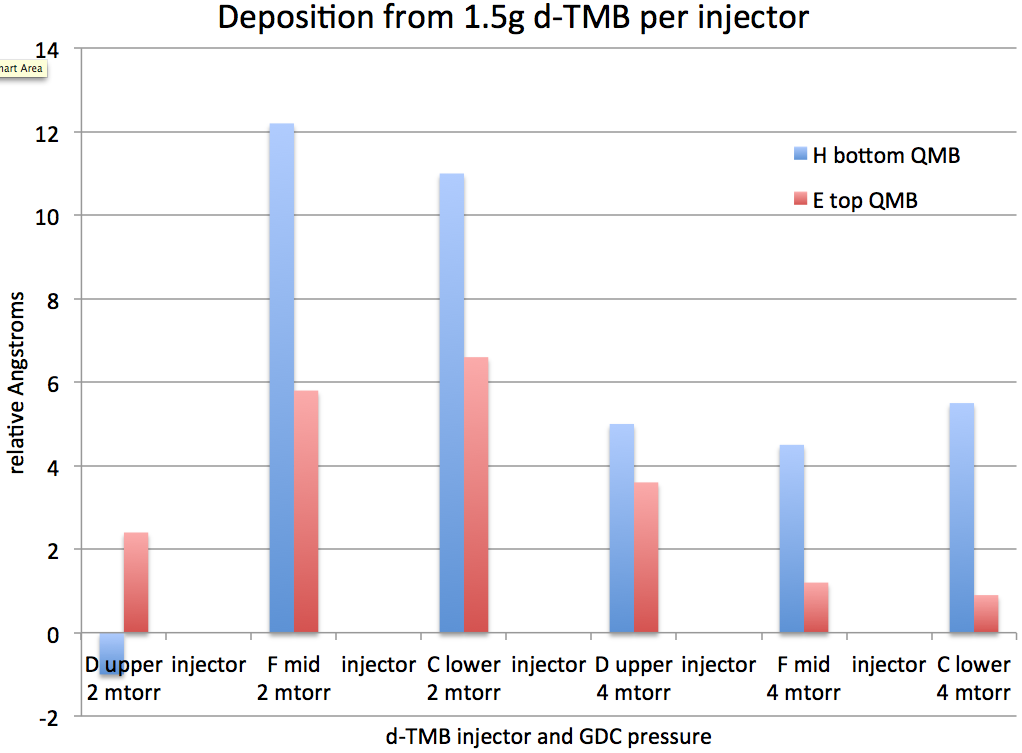 Deposition from 1.5g d-TMB per injector
14
hart Area
12
10
8
6
4
2
0
-2
relative Angstroms
H bottom QMB
E top QMB
D upper injector F mid injector C lower injector D upper injector F mid injector C lower
2 mtorr 2 mtorr 2 mtorr 4 mtorr 4 mtorr 4 mtorr
d-TMB injector and GDC pressure